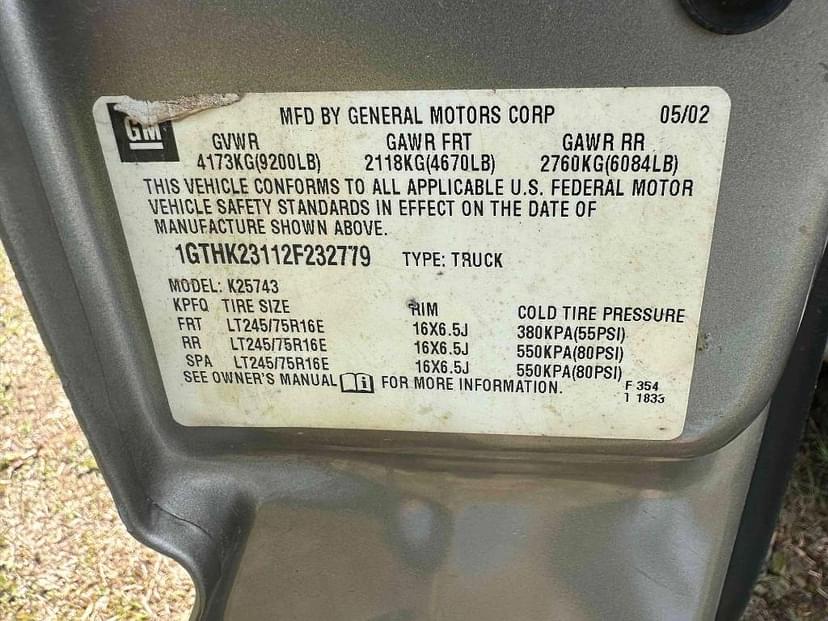 GM
MFD BY GENERAL MOTORS CORP 05/02
GVWR GAWR FRT GAWR RR
4173KG(9200LB) 2118KG(4670LB) 2760KG(6084LB)
THIS VEHICLE CONFORMS TO ALL APPLICABLE U.S. FEDERAL MOTOR
VEHICLE SAFETY STANDARDS IN EFFECT ON THE DATE OF
MANUFACTURE SHOWN ABOVE.
1GTHK23112F232779 TYPE: TRUCK
MODEL: K25743
KPFQ TIRE SIZE RIM COLD TIRE PRESSURE
FRT LT245/75R16E 16X6.5J 380KPA(55PSI)
RR LT245/75R16E 16X6.5J 550KPA(80PSI)
SPA LT245/75R16E 16X6.5J 550KPA(80PSI)
SEE OWNER'S MANUAL FOR MORE INFORMATION.
F 354
T 1833